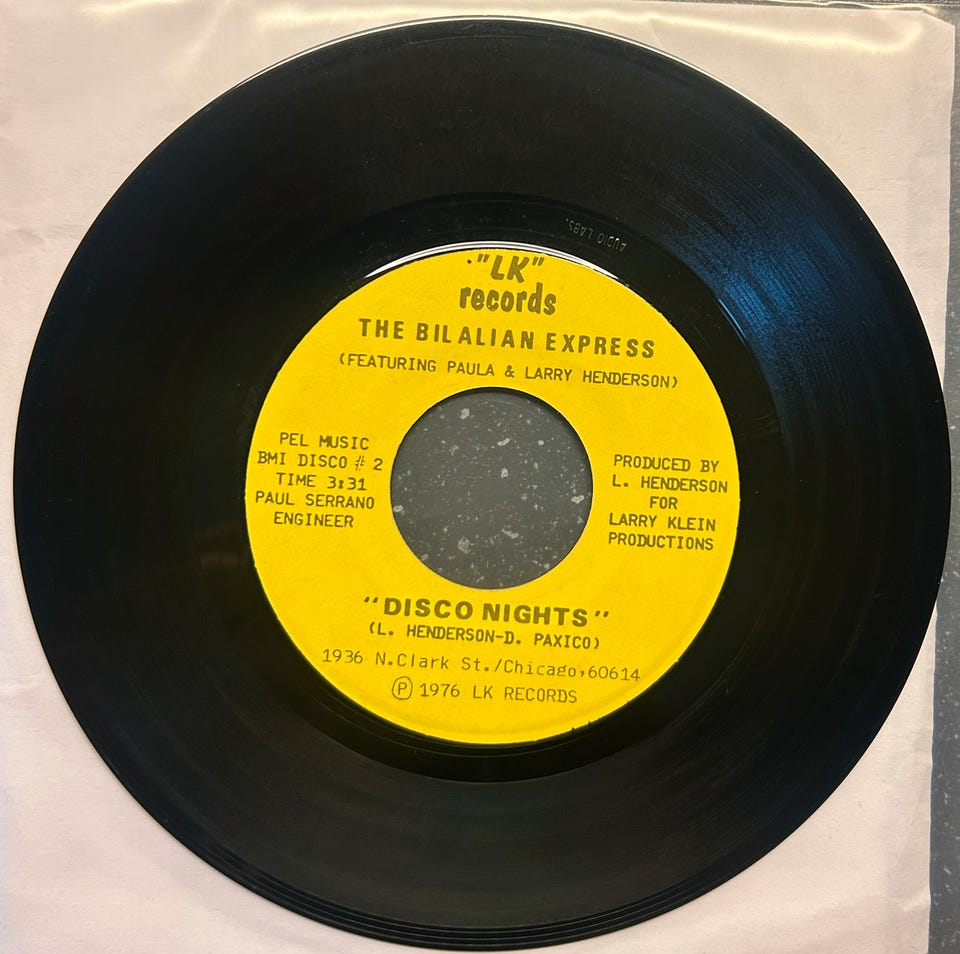 AUDIO LABS.
"LK"
records
THE BILALIAN EXPRESS
(FEATURING PAULA & LARRY HENDERSON)
PEL MUSIC
BMI DISCO # 2
TIME 3:31
PAUL SERRANO
ENGINEER
PRODUCED BY
L. HENDERSON
FOR
LARRY KLEIN
PRODUCTIONS
"DISCO NIGHTS"
(L. HENDERSON-D. PAXICO)
1936 N.Clark St./Chicago,60614
Ⓟ 1976 LK RECORDS